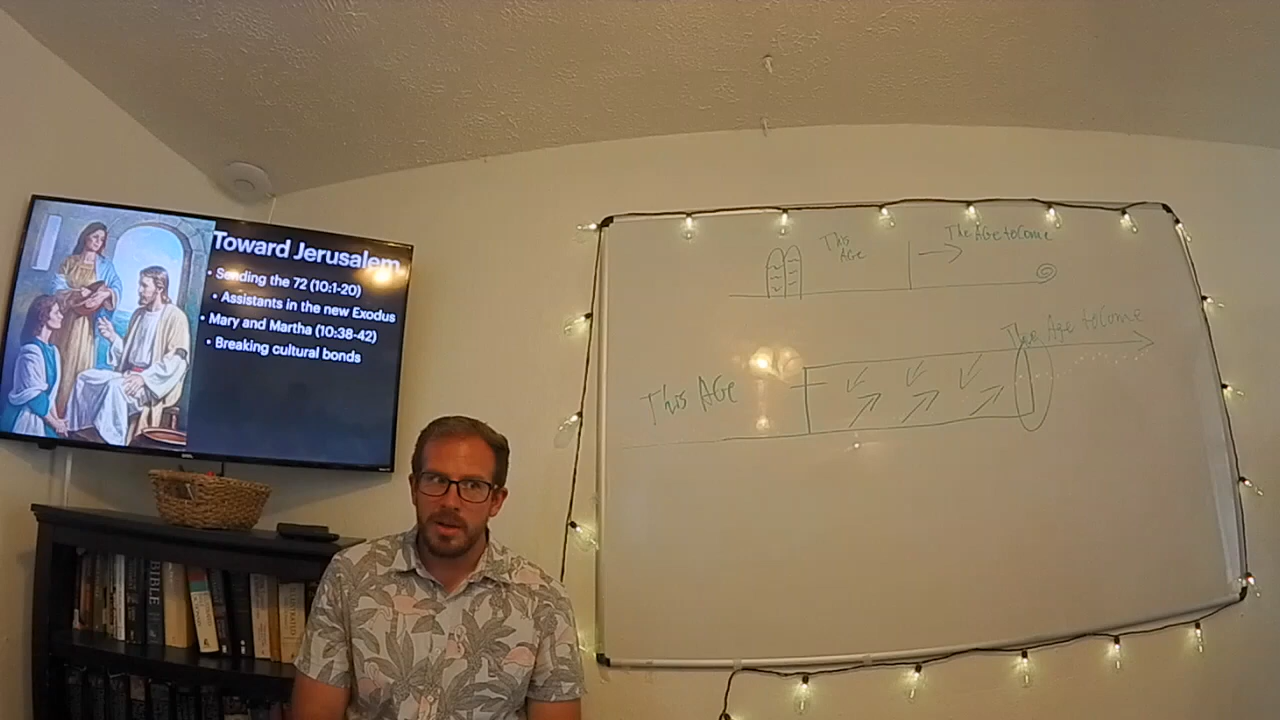 Toward Jerusalem
• Sending the 72 (10:1-20)
• Assistants in the new Exodus
• Mary and Martha (10:38-42)
• Breaking cultural bonds
This
Age
The Age to Come
This Age
The Age to Come
BIBLE